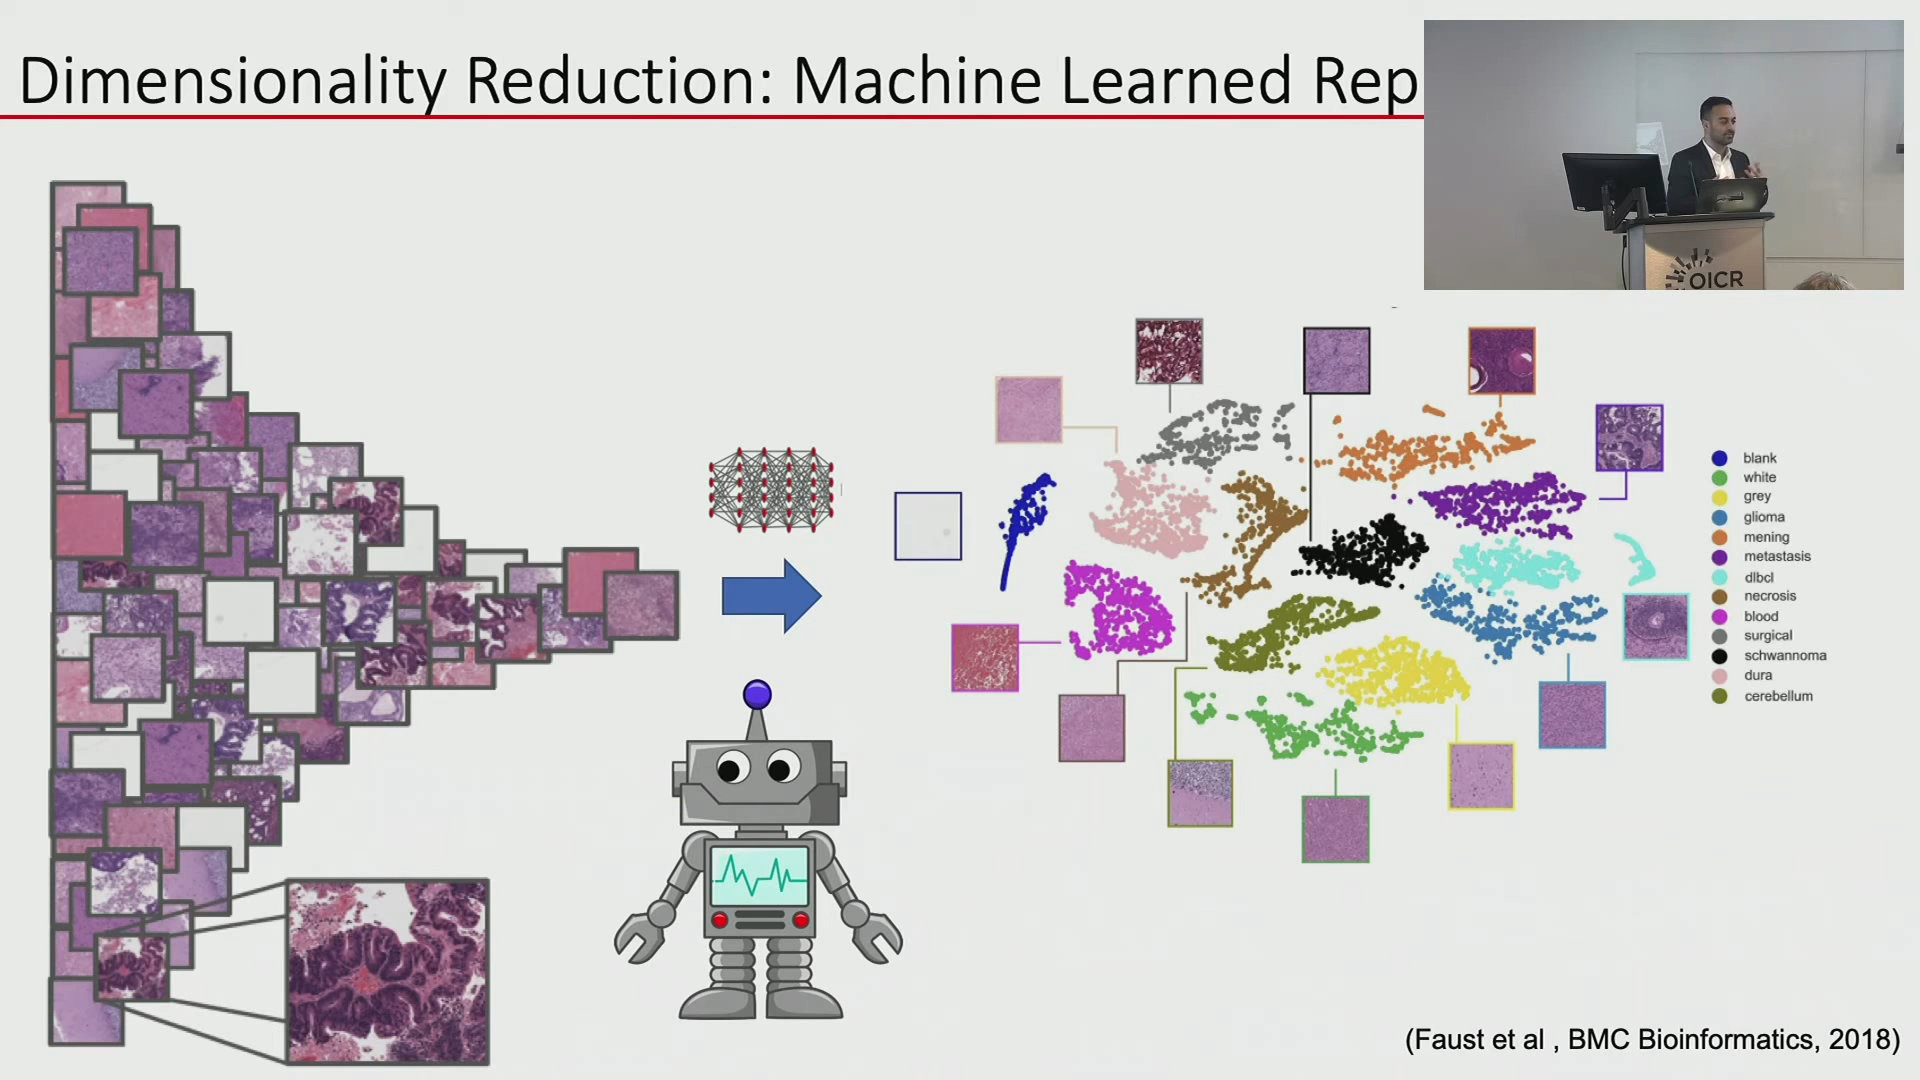 Dimensionality Reduction: Machine Learned Rep
OICR
blank
white
grey
glioma
mening
metastasis
dlbcl
necrosis
blood
surgical
schwannoma
dura
cerebellum
(Faust et al , BMC Bioinformatics, 2018)